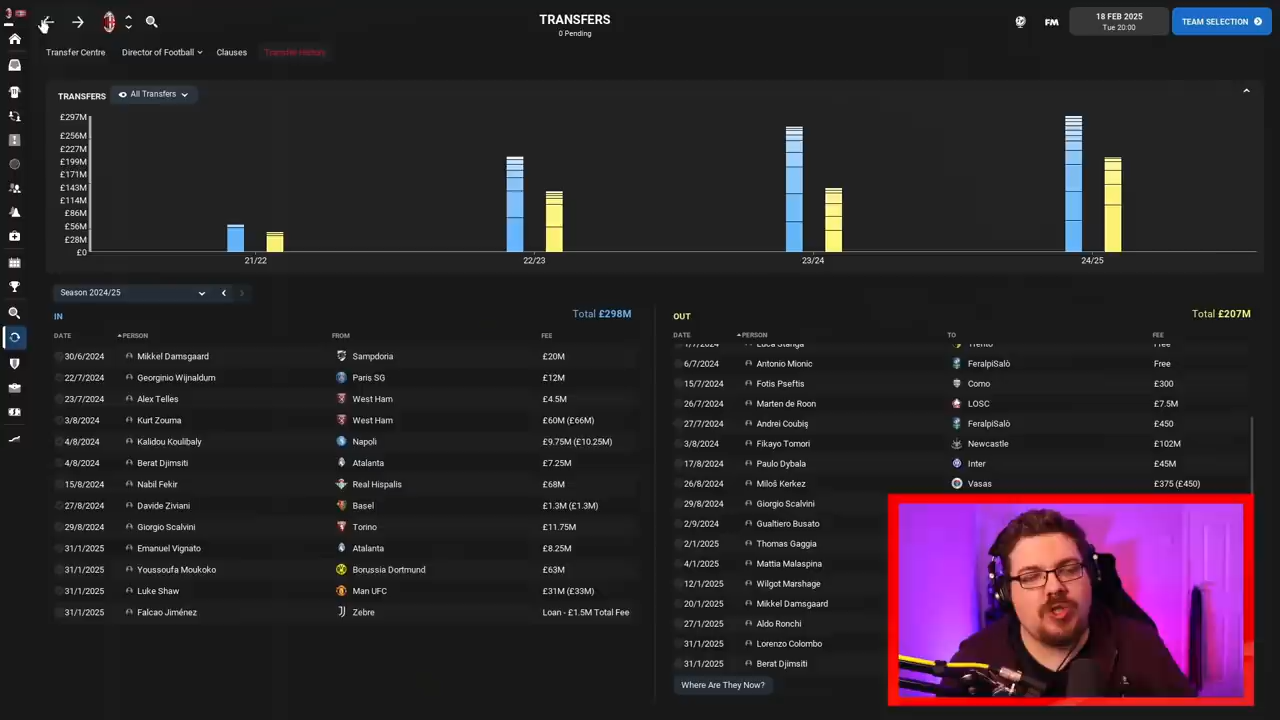 TRANSFERS
0 Pending
FM
18 FEB 2025
Tue 20:00
TEAM SELECTION
Transfer Centre
Director of Football
Clauses
Transfer History
TRANSFERS
All Transfers
£297M
£256M
£227M
£199M
£171M
£143M
£114M
£86M
£56M
£28M
£0
21/22
22/23
23/24
24/25
Season 2024/25
IN
Total £298M
DATE PERSON FROM FEE
30/6/2024 Mikkel Damsgaard Sampdoria £20M
22/7/2024 Georginio Wijnaldum Paris SG £12M
23/7/2024 Alex Telles West Ham £4.5M
3/8/2024 Kurt Zouma West Ham £60M (£66M)
4/8/2024 Kalidou Koulibaly Napoli £9.75M (£10.25M)
4/8/2024 Berat Djimsiti Atalanta £7.25M
15/8/2024 Nabil Fekir Real Hispalis £68M
27/8/2024 Davide Ziviani Basel £1.3M (£1.3M)
29/8/2024 Giorgio Scalvini Torino £11.75M
31/1/2025 Emanuel Vignato Atalanta £8.25M
31/1/2025 Youssoufa Moukoko Borussia Dortmund £63M
31/1/2025 Luke Shaw Man UFC £31M (£33M)
31/1/2025 Falcao Jiménez Zebre Loan - £1.5M Total Fee
OUT
Total £207M
DATE PERSON TO FEE
1/7/2024 Luca Stanga Trento Free
6/7/2024 Antonio Mionic FeralpiSalò Free
15/7/2024 Fotis Pseftis Como £300
26/7/2024 Marten de Roon LOSC £7.5M
27/7/2024 Andrei Coubiș FeralpiSalò £450
3/8/2024 Fikayo Tomori Newcastle £102M
17/8/2024 Paulo Dybala Inter £45M
26/8/2024 Miloš Kerkez Vasas £375 (£450)
29/8/2024 Giorgio Scalvini
2/9/2024 Gualtiero Busato
2/1/2025 Thomas Gaggia
4/1/2025 Mattia Malaspina
12/1/2025 Wilgot Marshage
20/1/2025 Mikkel Damsgaard
27/1/2025 Aldo Ronchi
31/1/2025 Lorenzo Colombo
31/1/2025 Berat Djimsiti
Where Are They Now?